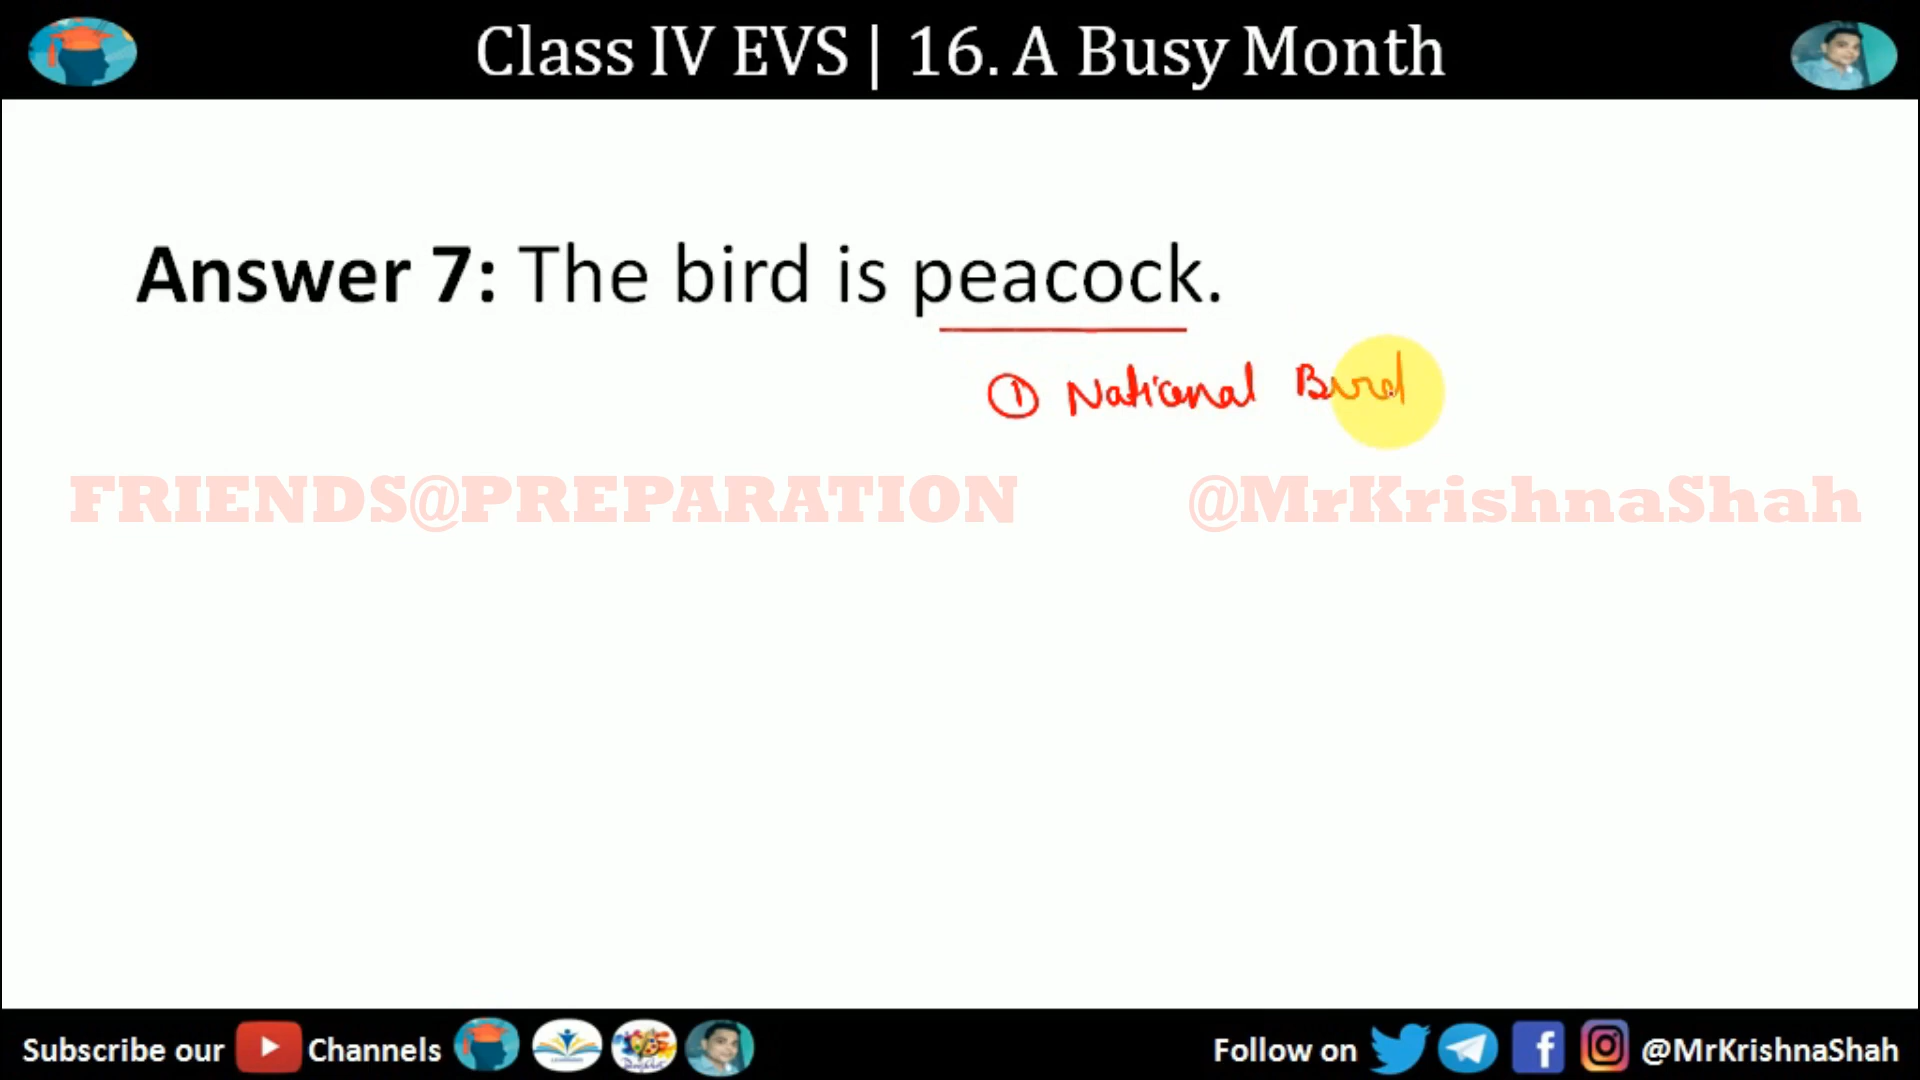 Class IV EVS | 16. A Busy Month
Answer 7: The bird is peacock.
① National Bird
FRIENDS@PREPARATION @MrKrishnaShah
Subscribe our Channels Follow on @MrKrishnaShah